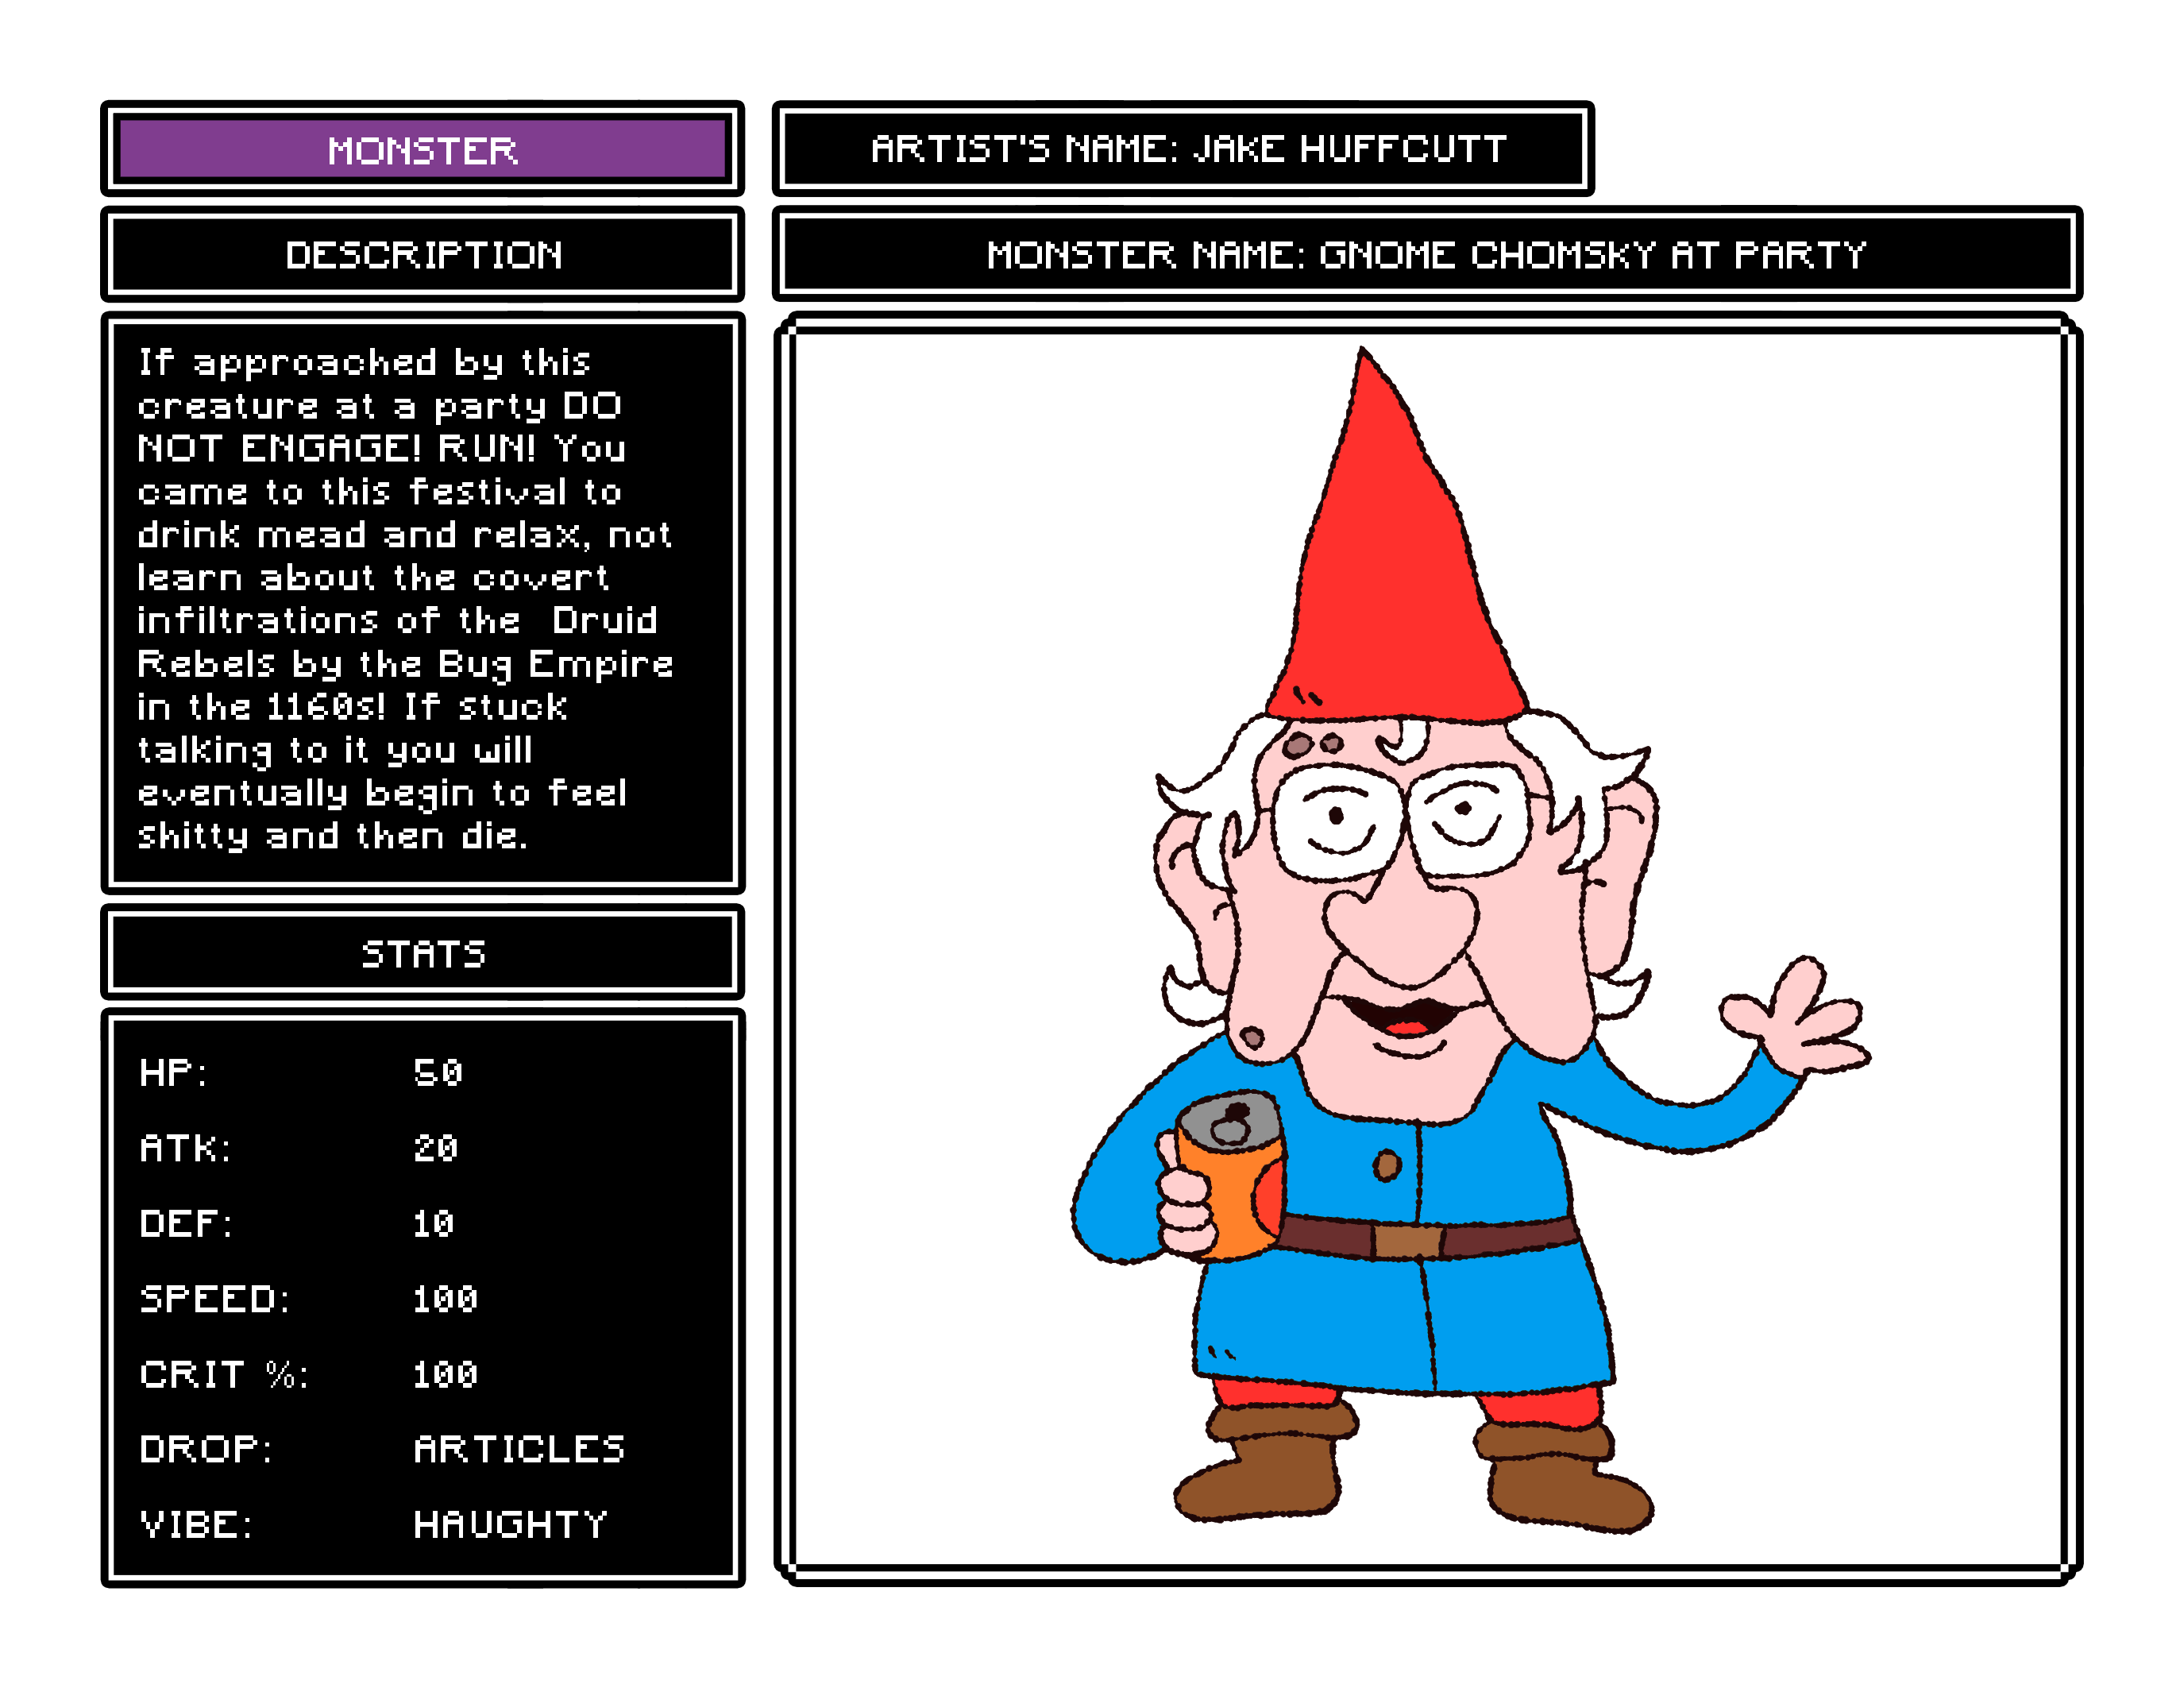 MONSTER
ARTIST'S NAME: JAKE HUFFCUTT
DESCRIPTION
MONSTER NAME: GNOME CHOMSKY AT PARTY
If approached by this
creature at a party DO
NOT ENGAGE! RUN! You
came to this festival to
drink mead and relax, not
learn about the covert
infiltrations of the  Druid
Rebels by the Bug Empire
in the 1160s! If stuck
talking to it you will
eventually begin to feel
shitty and then die.
STATS
HP: 50
ATK: 20
DEF: 10
SPEED: 100
CRIT %: 100
DROP: ARTICLES
VIBE: HAUGHTY